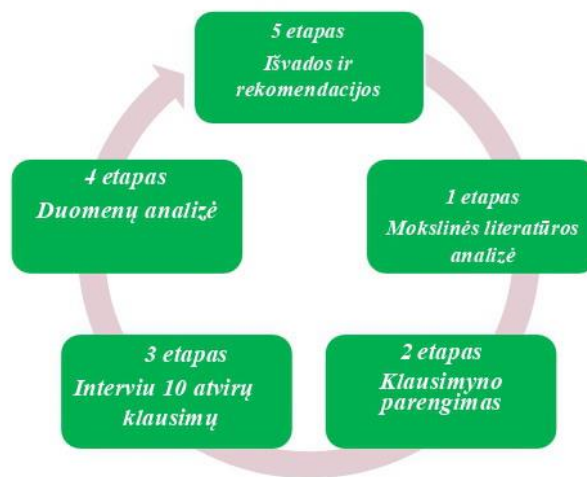 5 etapas
Išvados ir
rekomendacijos
4 etapas
Duomenų analizė
1 etapas
Mokslinės literatūros
analizė
3 etapas
Interviu 10 atvirų
klausimų
2 etapas
Klausimyno
parengimas